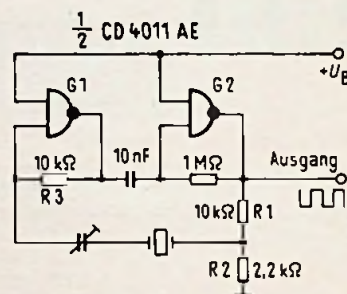 1/2 CD 4011 AE
G1
G2
+U_B
10 kΩ
R3
10 nF
1 MΩ
Ausgang
10 kΩ
R1
R2
2,2 kΩ